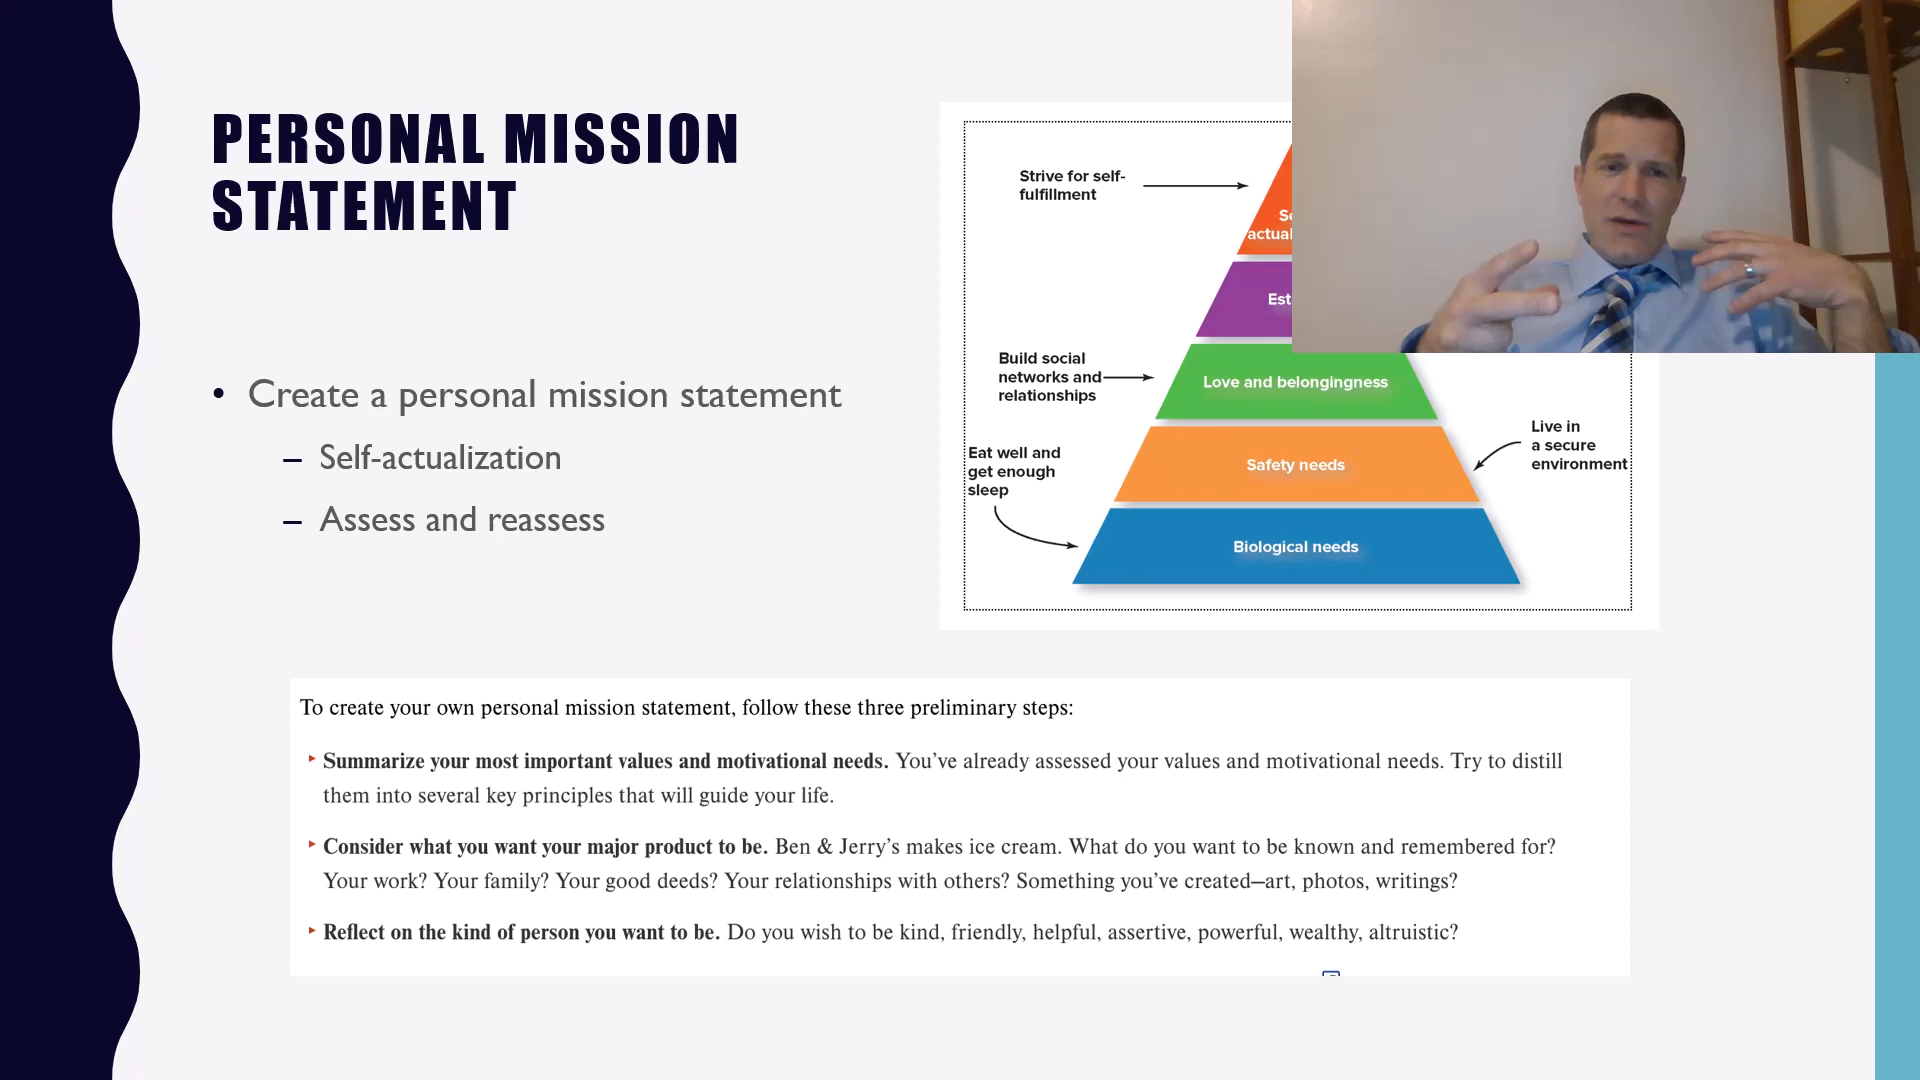 PERSONAL MISSION
STATEMENT
• Create a personal mission statement
– Self-actualization
– Assess and reassess
Strive for self-
fulfillment
Build social
networks and
relationships
Love and belongingness
Live in
a secure
environment
Eat well and
get enough
sleep
Safety needs
Biological needs
To create your own personal mission statement, follow these three preliminary steps:
Summarize your most important values and motivational needs. You’ve already assessed your values and motivational needs. Try to distill
them into several key principles that will guide your life.
Consider what you want your major product to be. Ben & Jerry’s makes ice cream. What do you want to be known and remembered for?
Your work? Your family? Your good deeds? Your relationships with others? Something you’ve created—art, photos, writings?
Reflect on the kind of person you want to be. Do you wish to be kind, friendly, helpful, assertive, powerful, wealthy, altruistic?